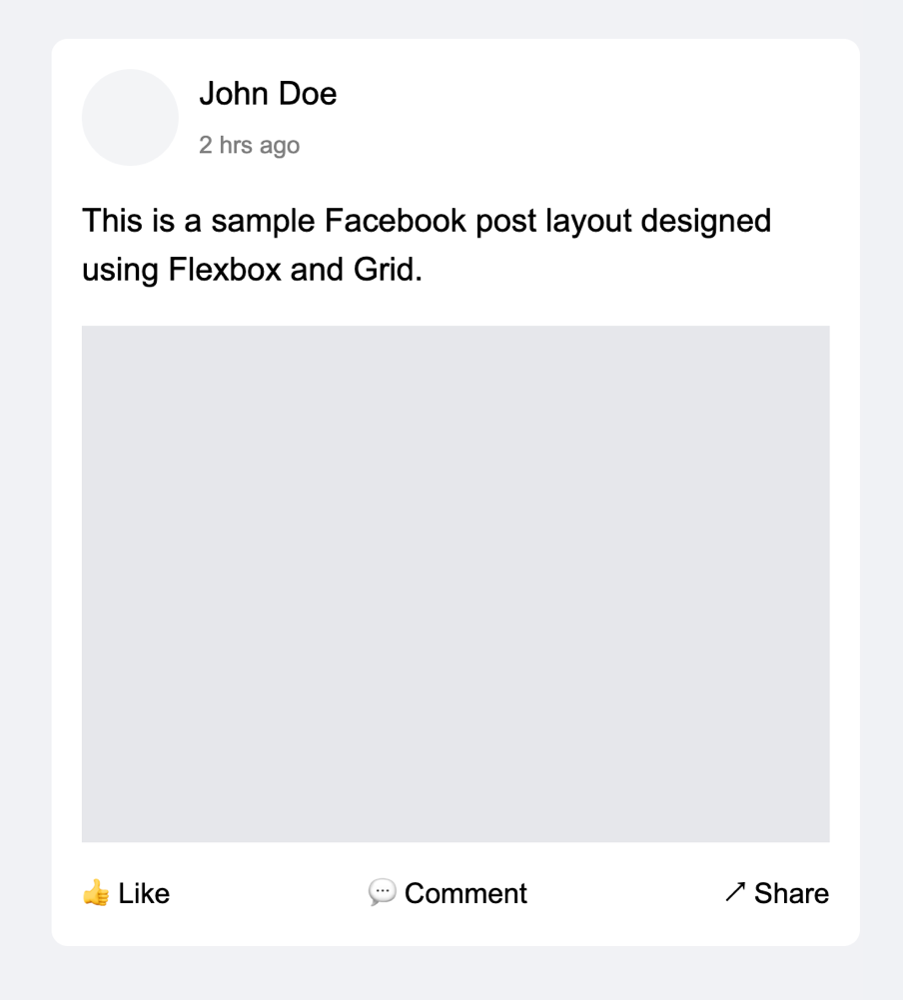 John Doe
2 hrs ago
This is a sample Facebook post layout designed
using Flexbox and Grid.
👍 Like
💬 Comment
↗ Share